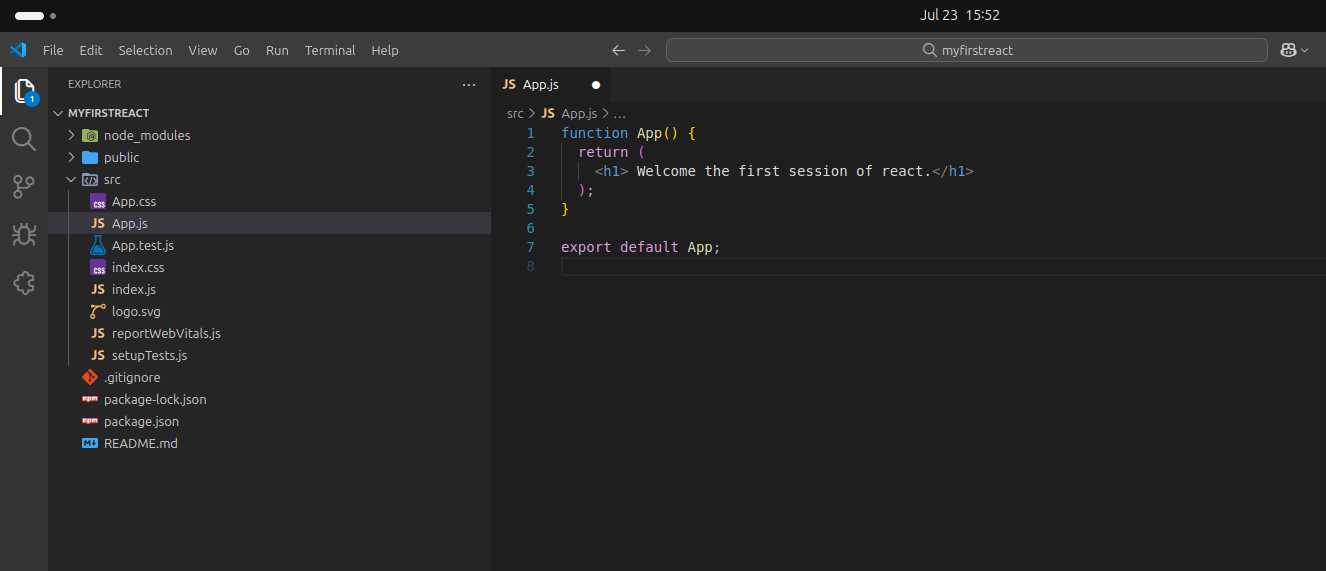 Jul 23 15:52
File Edit Selection View Go Run Terminal Help
myfirstreact
EXPLORER
1
MYFIRSTREACT
node_modules
public
src
App.css
App.js
App.test.js
index.css
index.js
logo.svg
reportWebVitals.js
setupTests.js
.gitignore
package-lock.json
package.json
README.md
JS App.js
src > JS App.js > ...
1 function App() {
2 return (
3 <h1> Welcome the first session of react.</h1>
4 );
5 }
6
7 export default App;
8